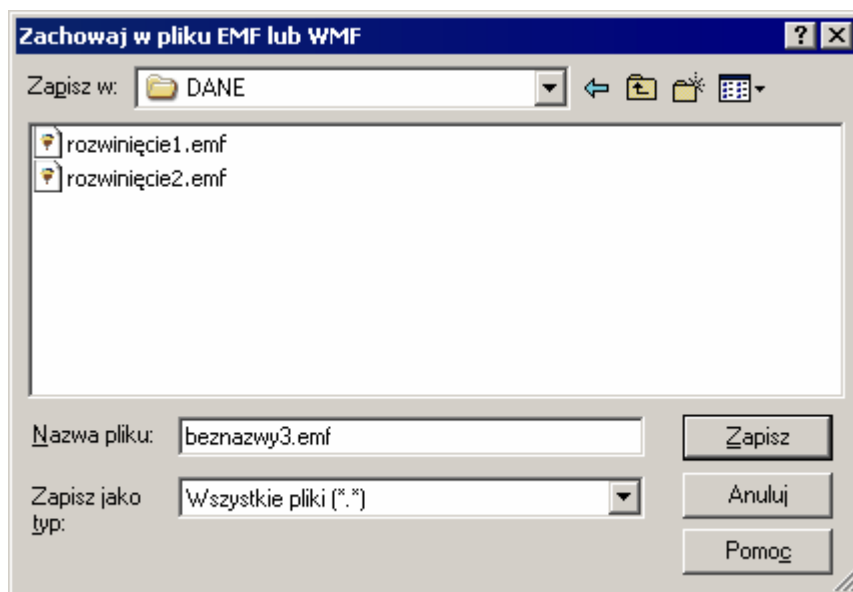 Zachowaj w pliku EMF lub WMF
Zapisz w: DANE
rozwinięcie1.emf
rozwinięcie2.emf
Nazwa pliku: beznazwy3.emf Zapisz
Zapisz jako typ: Wszystkie pliki (*.*) Anuluj
Pomoc